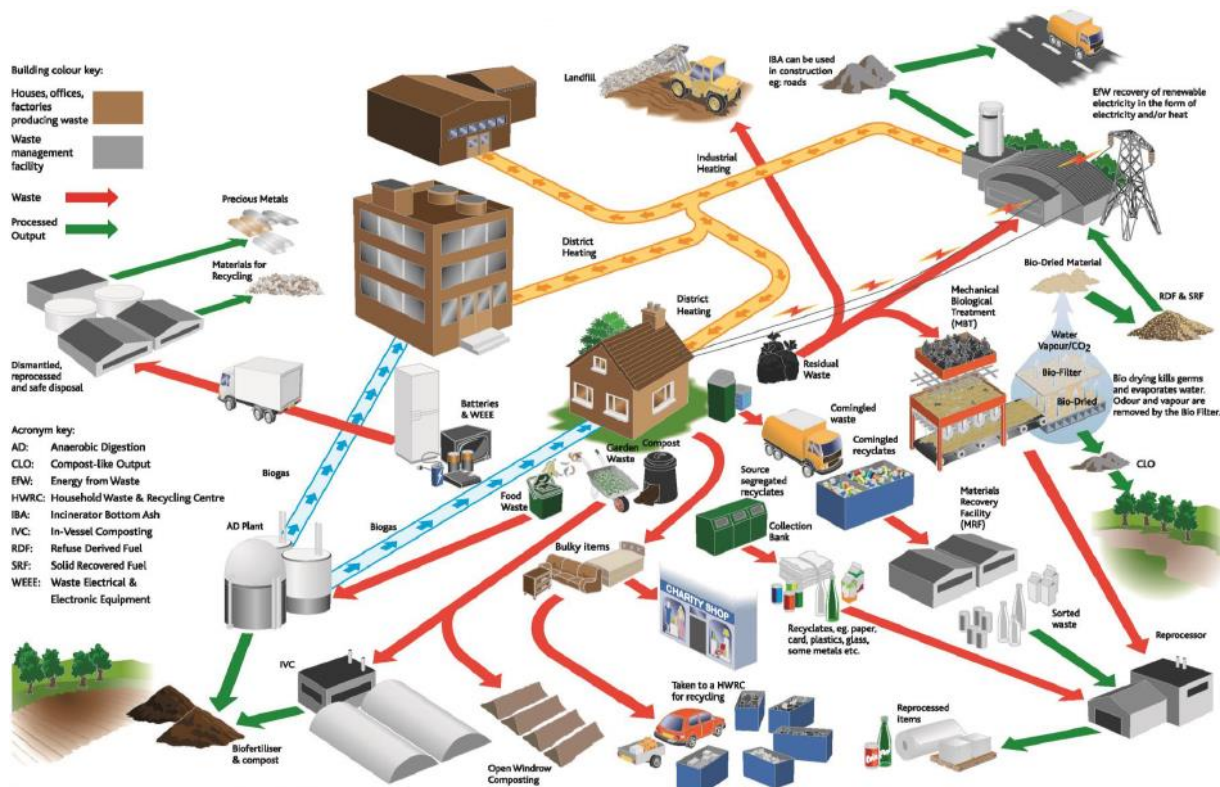 Building colour key:
Houses, offices,
factories
producing waste
Waste
management
facility
Waste
Processed
Output
Precious Metals
Materials for
Recycling
Dismantled,
reprocessed
and safe disposal
Acronym key:
AD: Anaerobic Digestion
CLO: Compost-like Output
EfW: Energy from Waste
HWRC: Household Waste & Recycling Centre
IBA: Incinerator Bottom Ash
IVC: In-Vessel Composting
RDF: Refuse Derived Fuel
SRF: Solid Recovered Fuel
WEEE: Waste Electrical &
Electronic Equipment
Landfill
IBA can be used
in construction
eg: roads
EfW recovery of renewable
electricity in the form of
electricity and/or heat
Industrial
Heating
District
Heating
District
Heating
Bio-Dried Material
RDF & SRF
Mechanical
Biological
Treatment
(MBT)
Water
Vapour/CO2
Bio-Filter
Bio-Dried
Bio drying kills germs
and evaporates water.
Odour and vapour are
removed by the Bio Filter.
Residual
Waste
Batteries
& WEEE
Biogas
Biogas
AD Plant
Food
Waste
Garden
Waste
Compost
Comingled
waste
Comingled
recyclates
Source
segregated
recyclates
Collection
Bank
CLO
Materials
Recovery
Facility
(MRF)
Bulky items
CHARITY SHOP
Recyclates, eg. paper,
card, plastics, glass,
some metals etc.
Sorted
waste
Reprocessor
IVC
Taken to a HWRC
for recycling
Reprocessed
items
Biofertiliser
& compost
Open Windrow
Composting